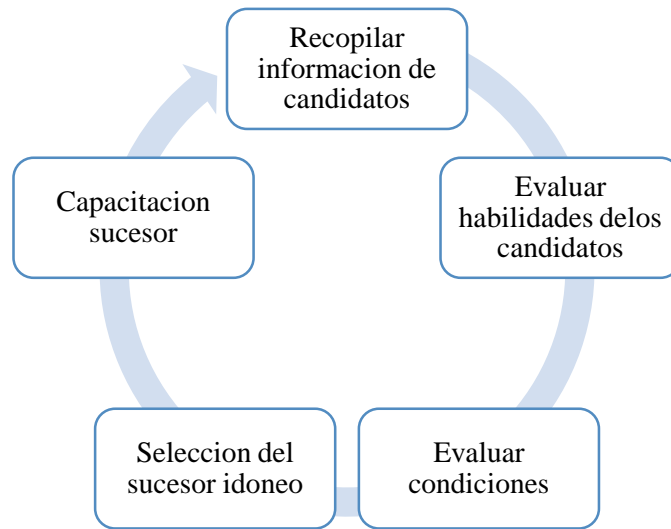 Recopilar
informacion de
candidatos
Evaluar
habilidades delos
candidatos
Evaluar
condiciones
Seleccion del
sucesor idoneo
Capacitacion
sucesor